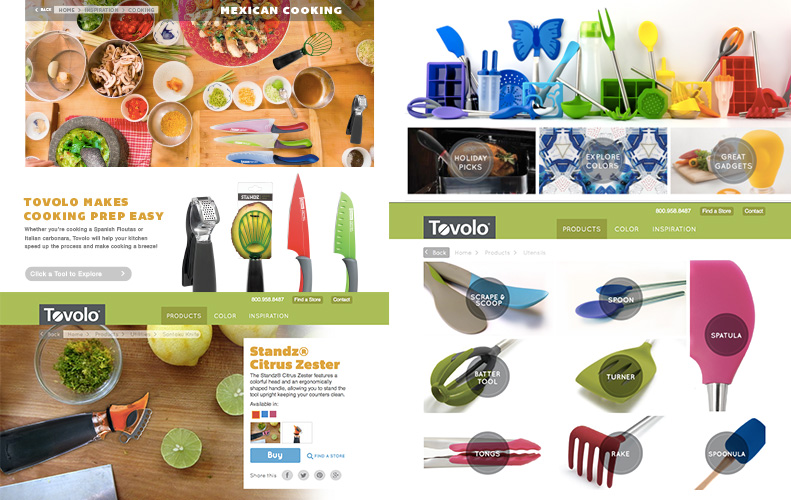 BACK HOME > INSPIRATION > COOKING
MEXICAN COOKING
TOVOLO MAKES
COOKING PREP EASY
Whether you're cooking a Spanish Floutas or
Italian carbonara, Tovolo will help your kitchen
speed up the process and make cooking a breeze!
Click a Tool to Explore >
STANDZ
800.958.8487 Find a Store Contact
Tovolo®
PRODUCTS COLOR INSPIRATION
Back Home > Products > Utensils >
Standz®
Citrus Zester
The Standz® Citrus Zester features a
colorful head and an ergonomically
shaped handle, allowing you to stand the
tool upright keeping your counters clean.
Available in:
Buy
FIND A STORE
Share this
HOLIDAY
PICKS
EXPLORE
COLORS
GREAT
GADGETS
800.958.8487 Find a Store Contact
Tovolo®
PRODUCTS COLOR INSPIRATION
Back Home > Products > Utensils
SCRAPE &
SCOOP
SPOON
SPATULA
BATTER
TOOL
TURNER
TONGS
RAKE
SPOONULA